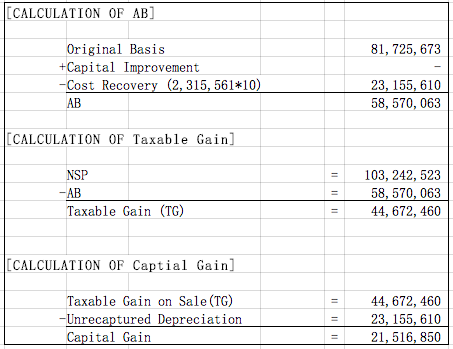 [CALCULATION OF AB]
Original Basis 81,725,673
+Capital Improvement -
-Cost Recovery (2,315,561*10) 23,155,610
AB 58,570,063
[CALCULATION OF Taxable Gain]
NSP = 103,242,523
-AB = 58,570,063
Taxable Gain (TG) = 44,672,460
[CALCULATION OF Captial Gain]
Taxable Gain on Sale(TG) = 44,672,460
-Unrecaptured Depreciation = 23,155,610
Capital Gain = 21,516,850